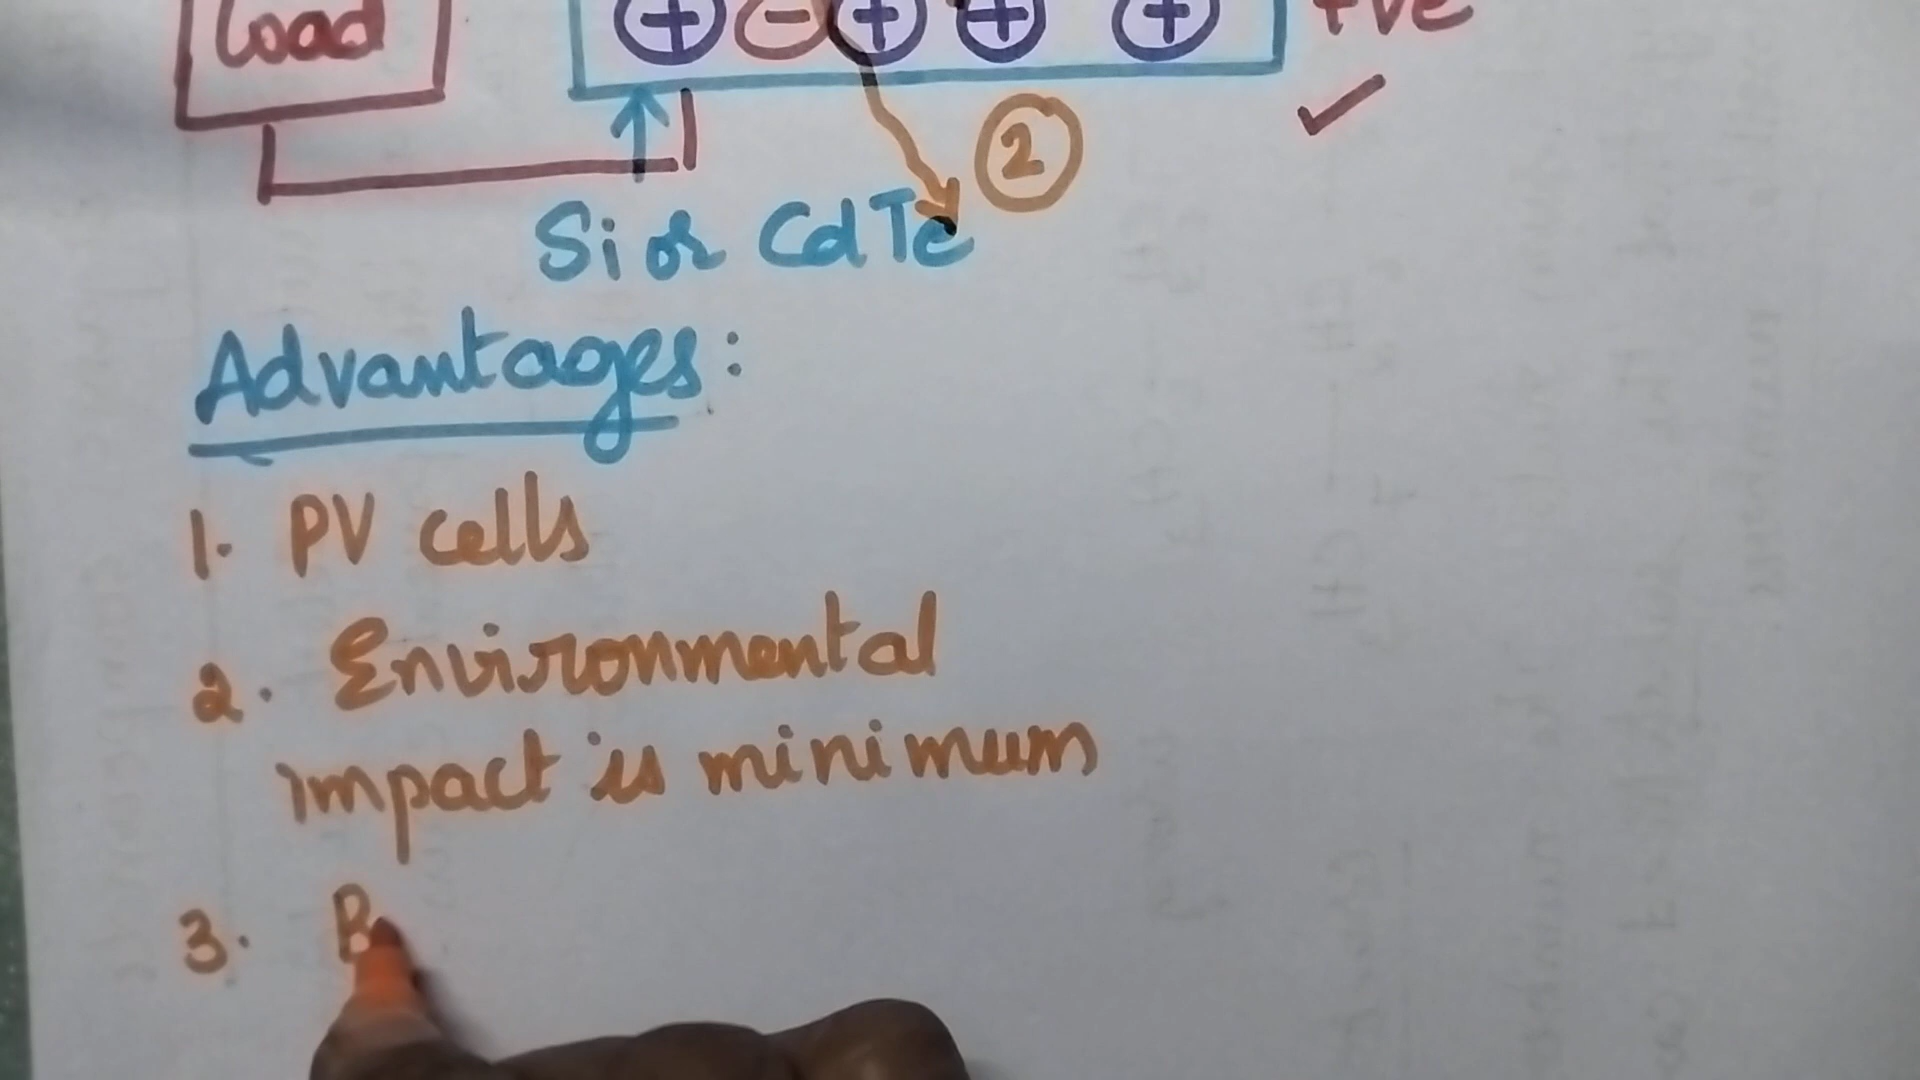 Load
+ - + + + +ve
2
Si or CdTe
Advantages:
1. PV cells
2. Environmental
impact is minimum
3. B